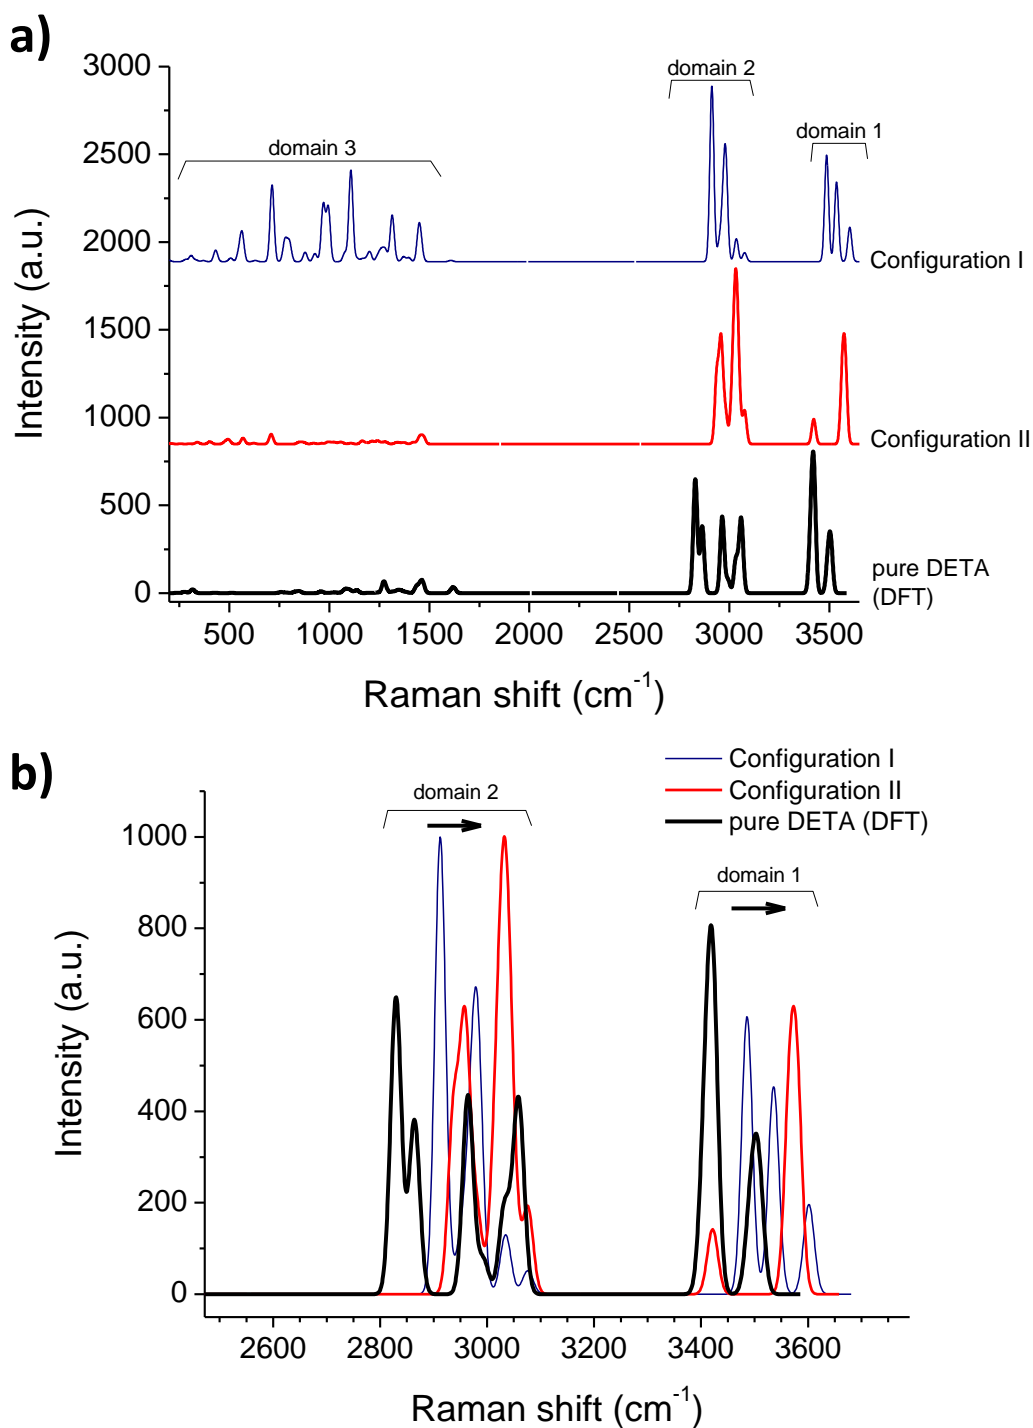 a)
3000
2500
2000
1500
1000
500
0
Intensity (a.u.)
domain 3
domain 2
domain 1
Configuration I
Configuration II
pure DETA
(DFT)
500
1000
1500
2000
2500
3000
3500
Raman shift (cm⁻¹)
b)
Configuration I
Configuration II
pure DETA (DFT)
domain 2
domain 1
1000
800
600
400
200
0
Intensity (a.u.)
2600
2800
3000
3200
3400
3600
Raman shift (cm⁻¹)